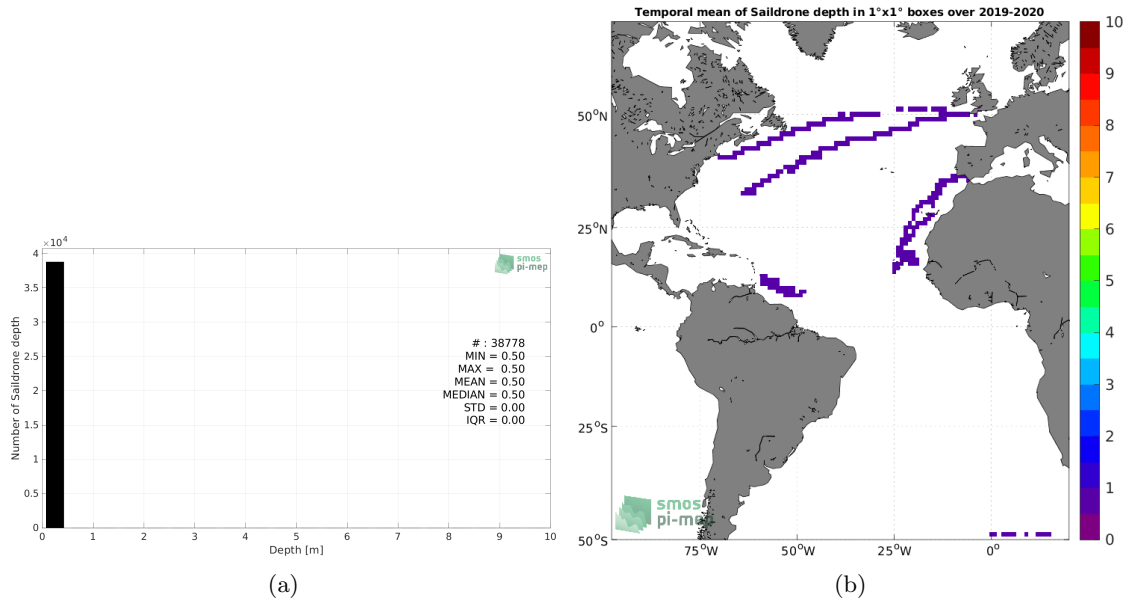 ×10⁴
4
3.5
3
2.5
2
1.5
1
0.5
0
Number of Saildrone depth
smos
pi-mep
# : 38778
MIN = 0.50
MAX = 0.50
MEAN = 0.50
MEDIAN = 0.50
STD = 0.00
IQR = 0.00
0 1 2 3 4 5 6 7 8 9 10
Depth [m]
(a)
Temporal mean of Saildrone depth in 1°x1° boxes over 2019-2020
50°N
25°N
0°
25°S
50°S
75°W 50°W 25°W 0°
smos
pi-mep
10
9
8
7
6
5
4
3
2
1
0
(b)